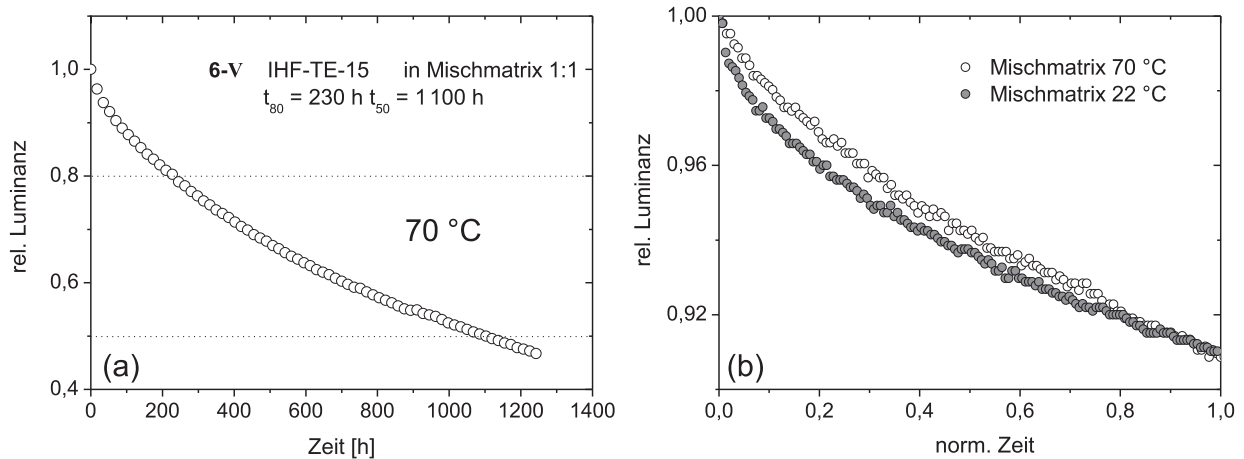 6-V IHF-TE-15 in Mischmatrix 1:1
t80 = 230 h t50 = 1100 h
70 °C
(a)
rel. Luminanz
1,0
0,8
0,6
0,4
0 200 400 600 800 1000 1200 1400
Zeit [h]
Mischmatrix 70 °C
Mischmatrix 22 °C
(b)
rel. Luminanz
1,00
0,96
0,92
0,0 0,2 0,4 0,6 0,8 1,0
norm. Zeit